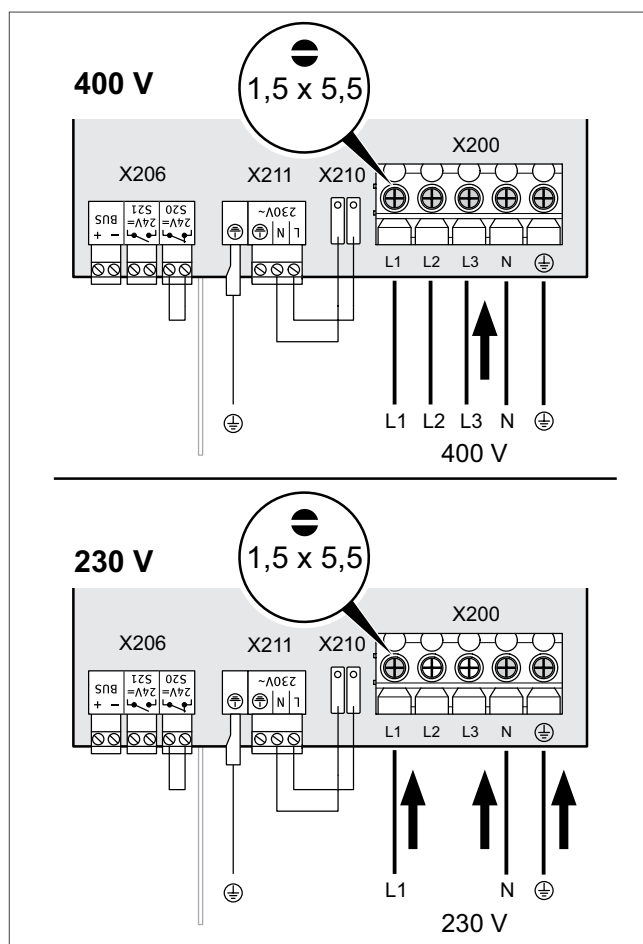 400 V
1,5 x 5,5
X206 X211 X210 X200
BUS
+ −
S21
24V=
S20
24V=
230V~
N L
L1 L2 L3 N
L1 L2 L3 N
400 V
230 V
1,5 x 5,5
X206 X211 X210 X200
BUS
+ −
S21
24V=
S20
24V=
230V~
N L
L1 L2 L3 N
L1 N
230 V